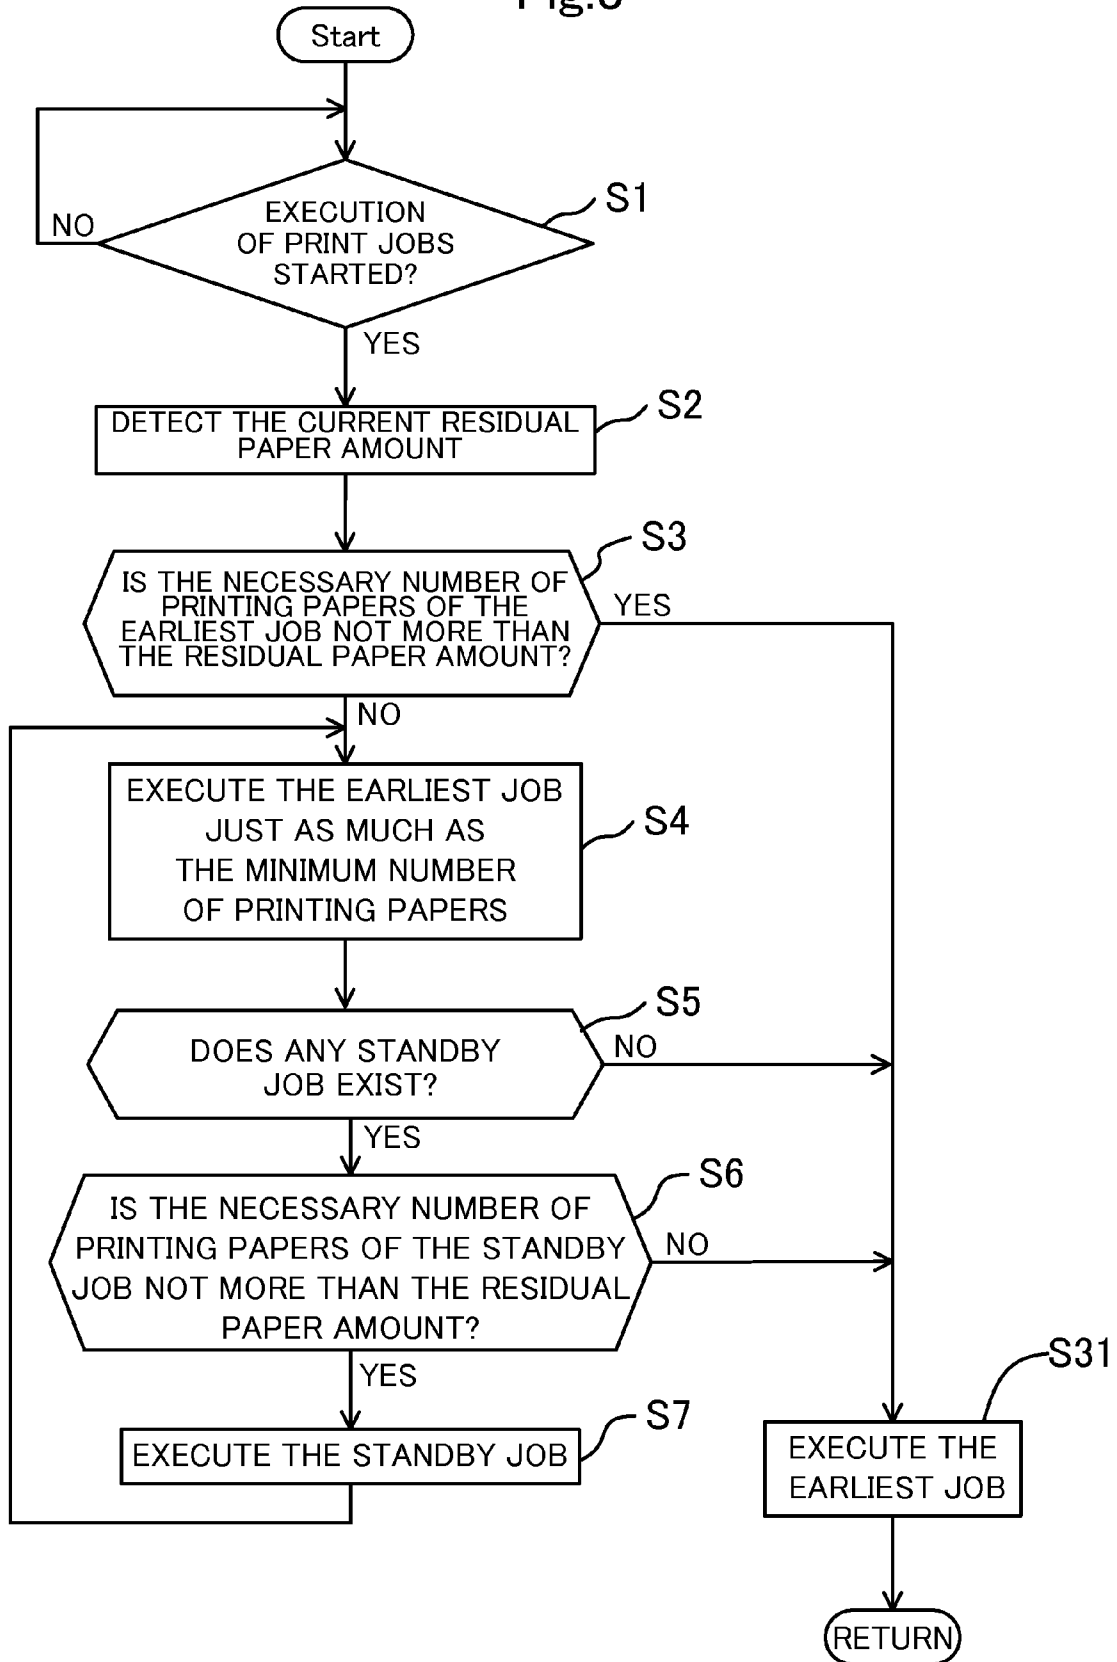 Start
S1
EXECUTION
OF PRINT JOBS
STARTED?
NO
YES
S2
DETECT THE CURRENT RESIDUAL
PAPER AMOUNT
S3
IS THE NECESSARY NUMBER OF
PRINTING PAPERS OF THE
EARLIEST JOB NOT MORE THAN
THE RESIDUAL PAPER AMOUNT?
YES
NO
EXECUTE THE EARLIEST JOB
JUST AS MUCH AS
THE MINIMUM NUMBER
OF PRINTING PAPERS
S4
S5
DOES ANY STANDBY
JOB EXIST?
NO
YES
S6
IS THE NECESSARY NUMBER OF
PRINTING PAPERS OF THE STANDBY
JOB NOT MORE THAN THE RESIDUAL
PAPER AMOUNT?
NO
YES
S7
EXECUTE THE STANDBY JOB
S31
EXECUTE THE
EARLIEST JOB
RETURN